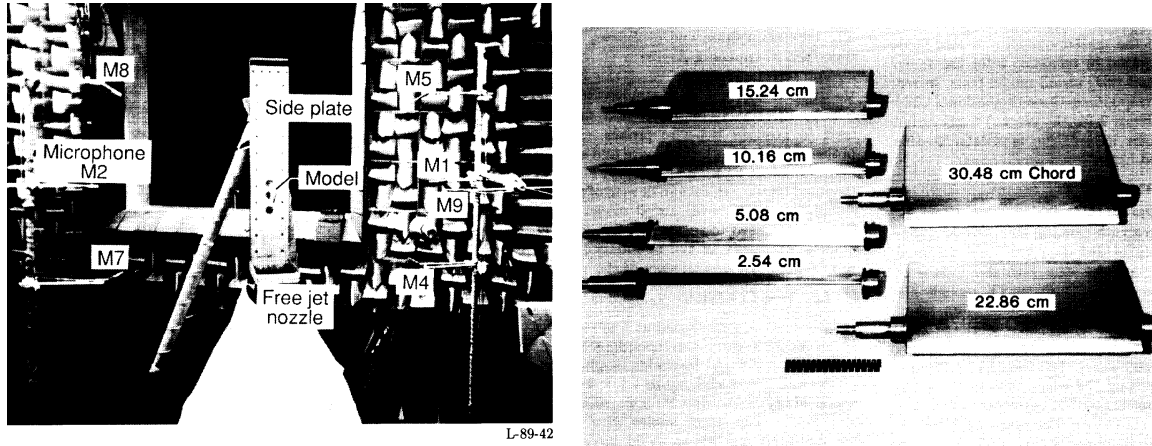 M8
M5
Side plate
Microphone
M2
M1
Model
M9
M7
M4
Free jet
nozzle
L-89-42
15.24 cm
10.16 cm
30.48 cm Chord
5.08 cm
2.54 cm
22.86 cm